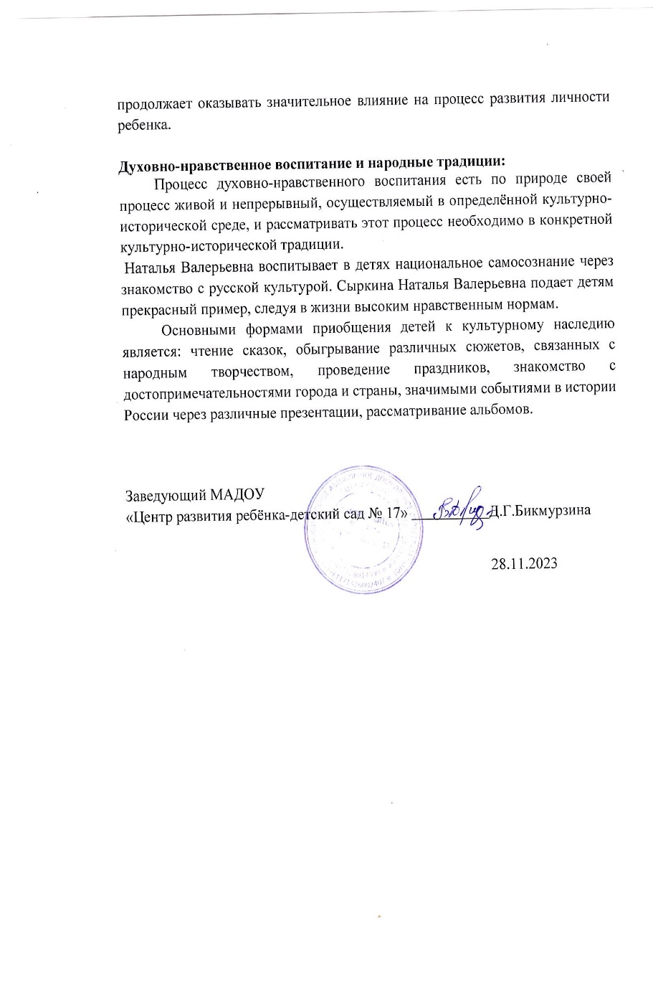 продолжает оказывать значительное влияние на процесс развития личности
ребенка.
Духовно-нравственное воспитание и народные традиции:
Процесс духовно-нравственного воспитания есть по природе своей
процесс живой и непрерывный, осуществляемый в определённой культурно-
исторической среде, и рассматривать этот процесс необходимо в конкретной
культурно-исторической традиции.
Наталья Валерьевна воспитывает в детях национальное самосознание через
знакомство с русской культурой. Сыркина Наталья Валерьевна подает детям
прекрасный пример, следуя в жизни высоким нравственным нормам.
Основными формами приобщения детей к культурному наследию
является: чтение сказок, обыгрывание различных сюжетов, связанных с
народным творчеством, проведение праздников, знакомство с
достопримечательностями города и страны, значимыми событиями в истории
России через различные презентации, рассматривание альбомов.
Заведующий МАДОУ
«Центр развития ребёнка-детский сад № 17» __________Д.Г.Бикмурзина
28.11.2023